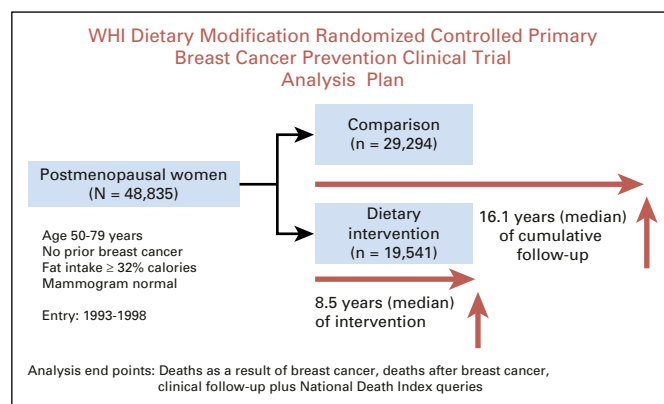 WHI Dietary Modification Randomized Controlled Primary
Breast Cancer Prevention Clinical Trial
Analysis Plan
Comparison
(n = 29,294)
Postmenopausal women
(N = 48,835)
Age 50-79 years
No prior breast cancer
Fat intake ≥ 32% calories
Mammogram normal
Entry: 1993-1998
Dietary
intervention
(n = 19,541)
16.1 years (median)
of cumulative
follow-up
8.5 years (median)
of intervention
Analysis end points: Deaths as a result of breast cancer, deaths after breast cancer,
clinical follow-up plus National Death Index queries